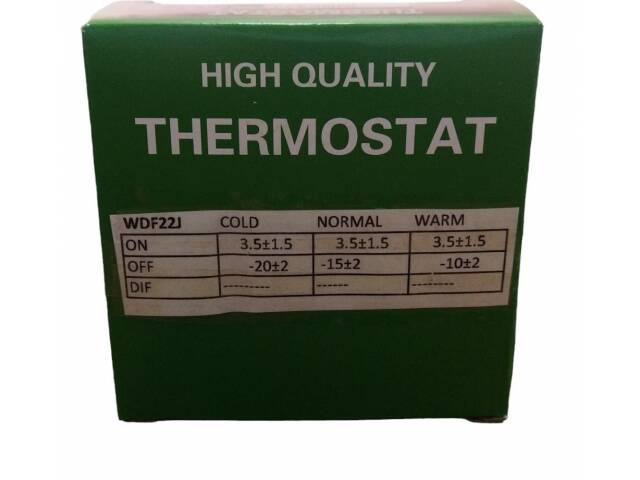 THERMOSTAT
HIGH QUALITY
THERMOSTAT
WDF22J COLD NORMAL WARM
ON 3.5±1.5 3.5±1.5 3.5±1.5
OFF -20±2 -15±2 -10±2
DIF --------- ------ --------